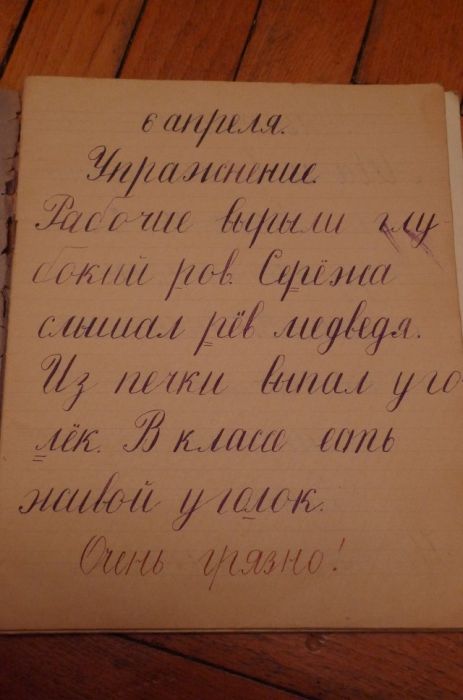 6 апреля.
Упражнение.
Рабочие вырыли глу-
бокий ров. Серёжа
слышал рёв медведя.
Из печки выпал уго-
лёк. В классе есть
живой уголок.
Очень грязно!